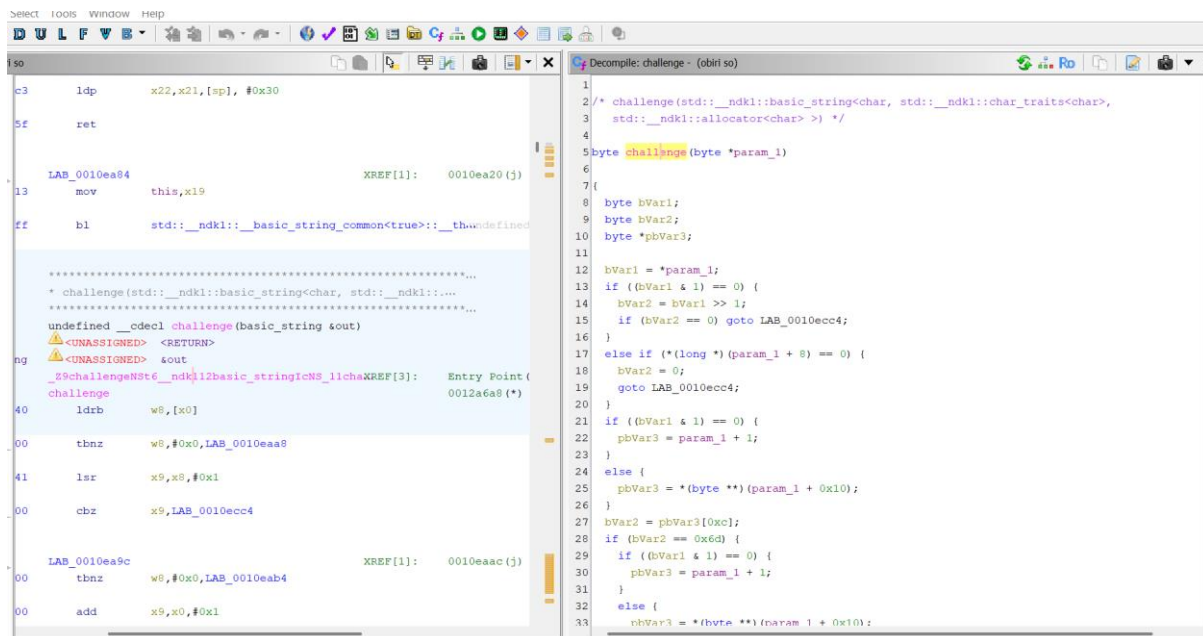 Select Tools Window Help
D U L F V B
i so
c3 ldp x22,x21,[sp], #0x30
5f ret
LAB_0010ea84 XREF[1]: 0010ea20(j)
13 mov this,x19
ff bl std::__ndk1::__basic_string_common<true>::__th...undefined
******************************************************************...
* challenge(std::__ndk1::basic_string<char, std::__ndk1::...
******************************************************************...
undefined __cdecl challenge(basic_string &out)
<UNASSIGNED> <RETURN>
ng <UNASSIGNED> &out
_Z9challengeNSt6__ndk112basic_stringIcNS_11cha XREF[3]: Entry Point(
challenge 0012a6a8(*)
40 ldrb w8,[x0]
00 tbnz w8,#0x0,LAB_0010eaa8
41 lsr x9,x8,#0x1
00 cbz x9,LAB_0010ecc4
LAB_0010ea9c XREF[1]: 0010eaac(j)
00 tbnz w8,#0x0,LAB_0010eab4
00 add x9,x0,#0x1
Cf Decompile: challenge - (obiri so) Ro
1
2 /* challenge(std::__ndk1::basic_string<char, std::__ndk1::char_traits<char>,
3 std::__ndk1::allocator<char> >) */
4
5 byte challenge(byte *param_1)
6
7 {
8 byte bVar1;
9 byte bVar2;
10 byte *pbVar3;
11
12 bVar1 = *param_1;
13 if ((bVar1 & 1) == 0) {
14 bVar2 = bVar1 >> 1;
15 if (bVar2 == 0) goto LAB_0010ecc4;
16 }
17 else if (*(long *)(param_1 + 8) == 0) {
18 bVar2 = 0;
19 goto LAB_0010ecc4;
20 }
21 if ((bVar1 & 1) == 0) {
22 pbVar3 = param_1 + 1;
23 }
24 else {
25 pbVar3 = *(byte **)(param_1 + 0x10);
26 }
27 bVar2 = pbVar3[0xc];
28 if (bVar2 == 0x6d) {
29 if ((bVar1 & 1) == 0) {
30 pbVar3 = param_1 + 1;
31 }
32 else {
33 pbVar3 = *(byte **)(param_1 + 0x10);